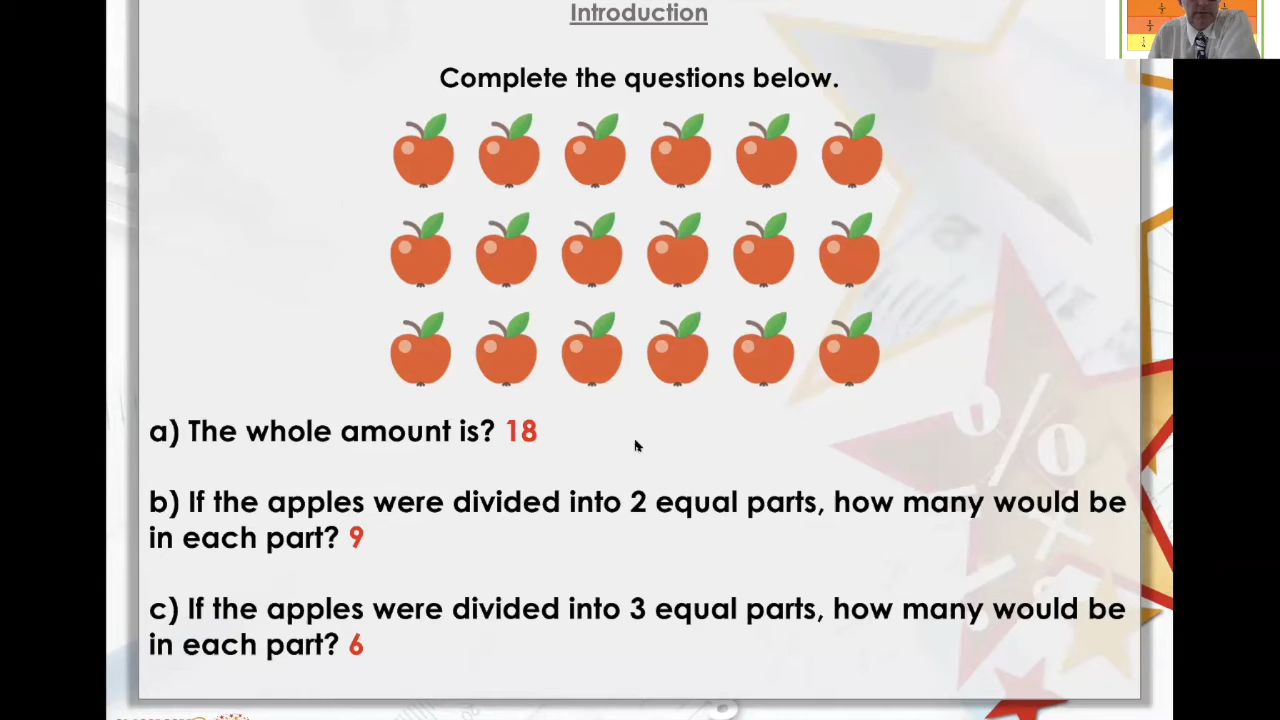 Introduction
Complete the questions below.
a) The whole amount is? 18
b) If the apples were divided into 2 equal parts, how many would be
in each part? 9
c) If the apples were divided into 3 equal parts, how many would be
in each part? 6